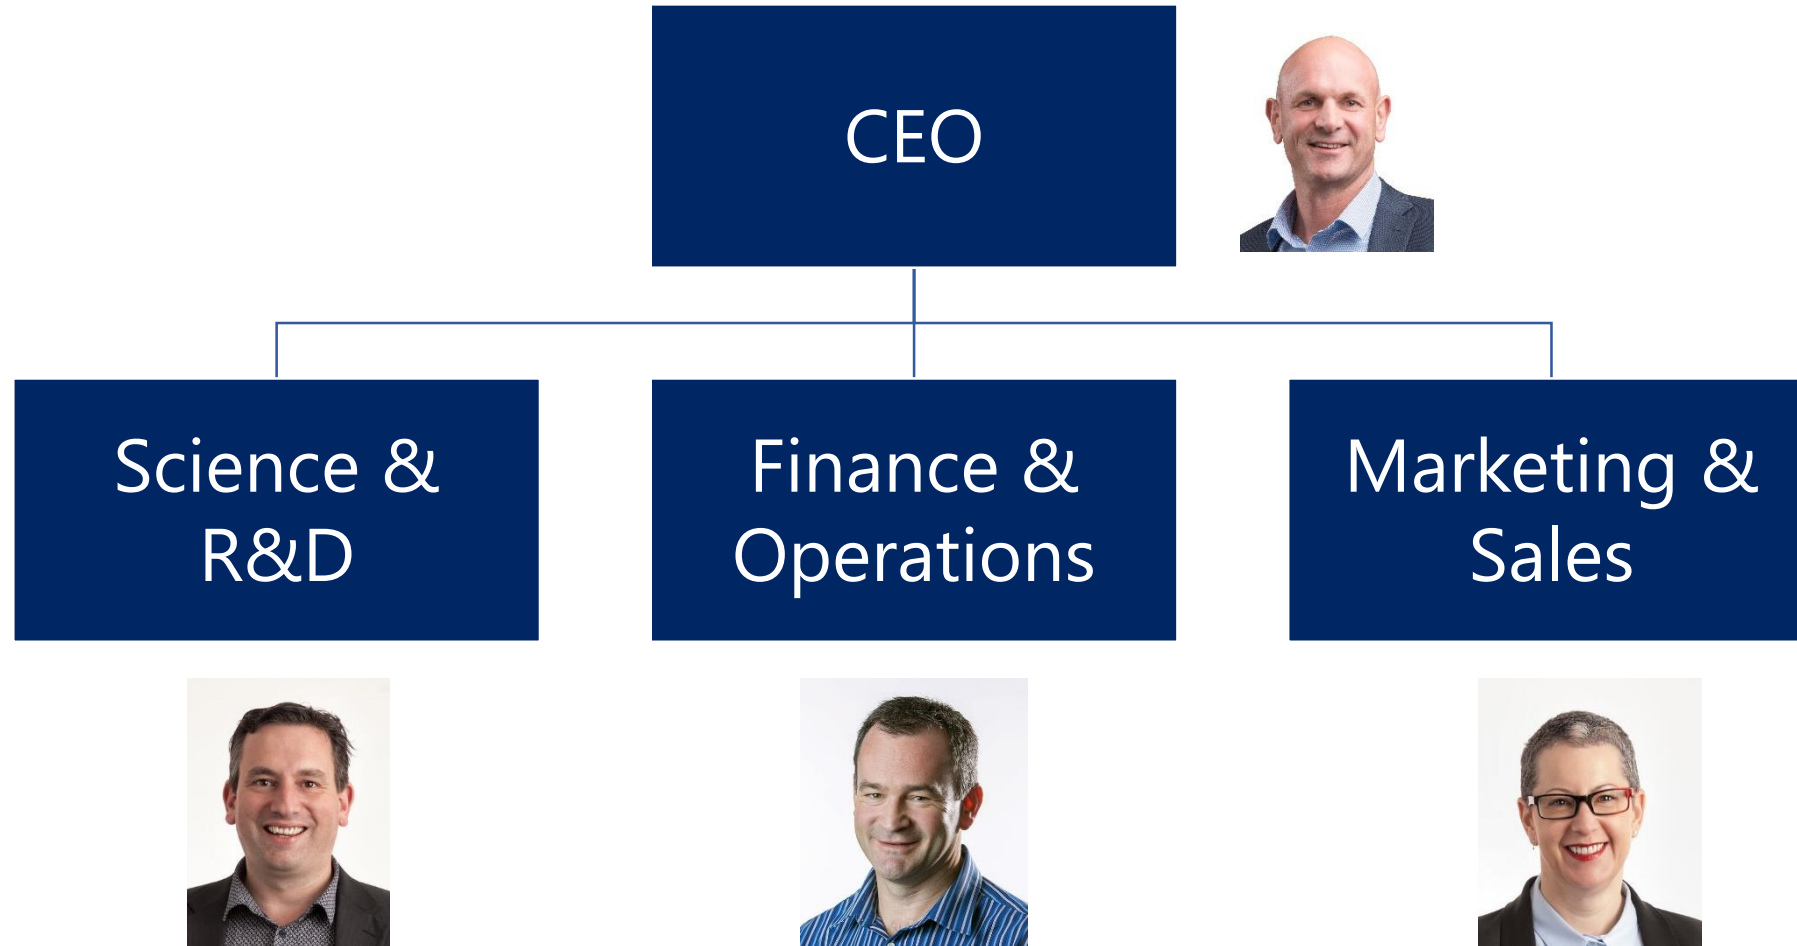 CEO
Science &
R&D
Finance &
Operations
Marketing &
Sales